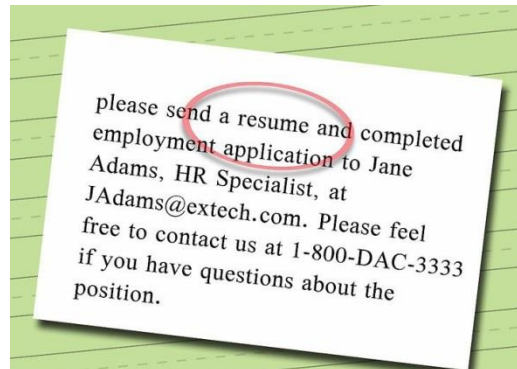 please send a resume and completed
employment application to Jane
Adams, HR Specialist, at
JAdams@extech.com. Please feel
free to contact us at 1-800-DAC-3333
if you have questions about the
position.